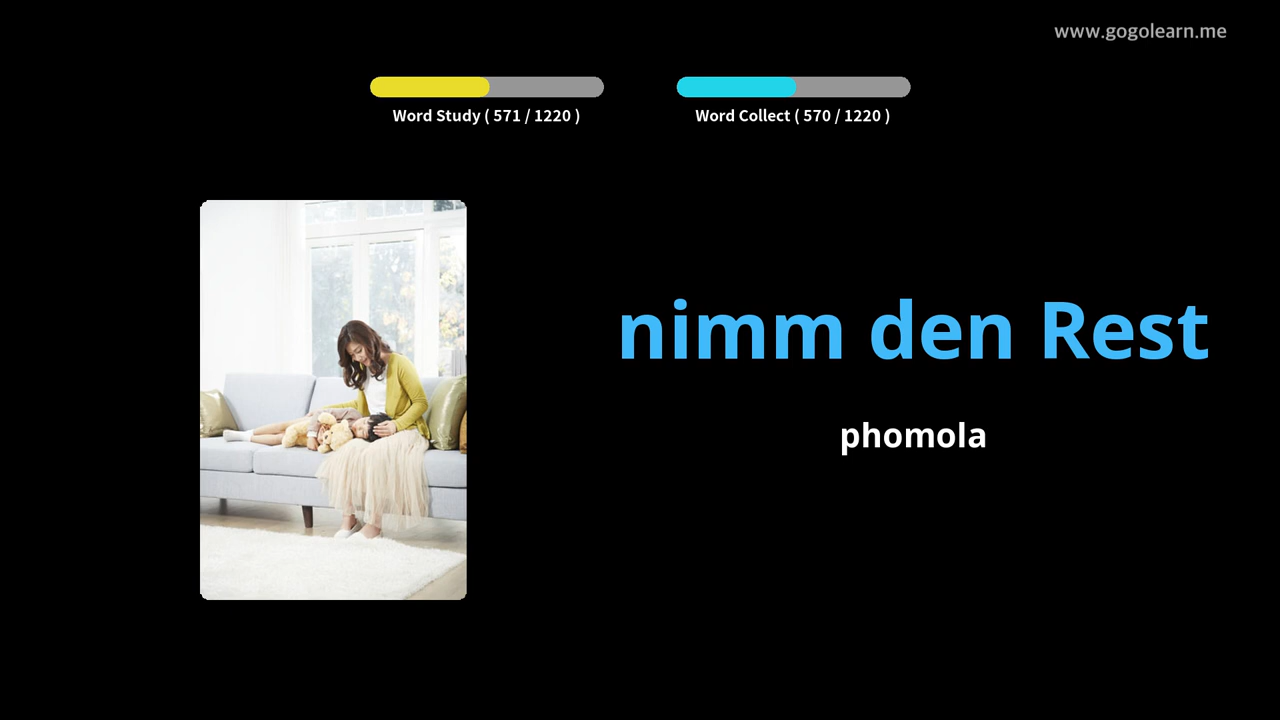 www.gogolearn.me
Word Study ( 571 / 1220 )
Word Collect ( 570 / 1220 )
nimm den Rest
phomola